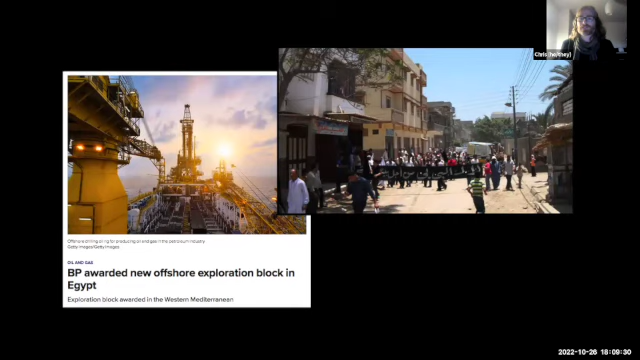 Chris (he/they)
Offshore drilling oil rig for producing oil and gas in the petroleum industry
Getty Images/Getty Images
OIL AND GAS
BP awarded new offshore exploration block in
Egypt
Exploration block awarded in the Western Mediterranean
2022-10-26 18:09:30